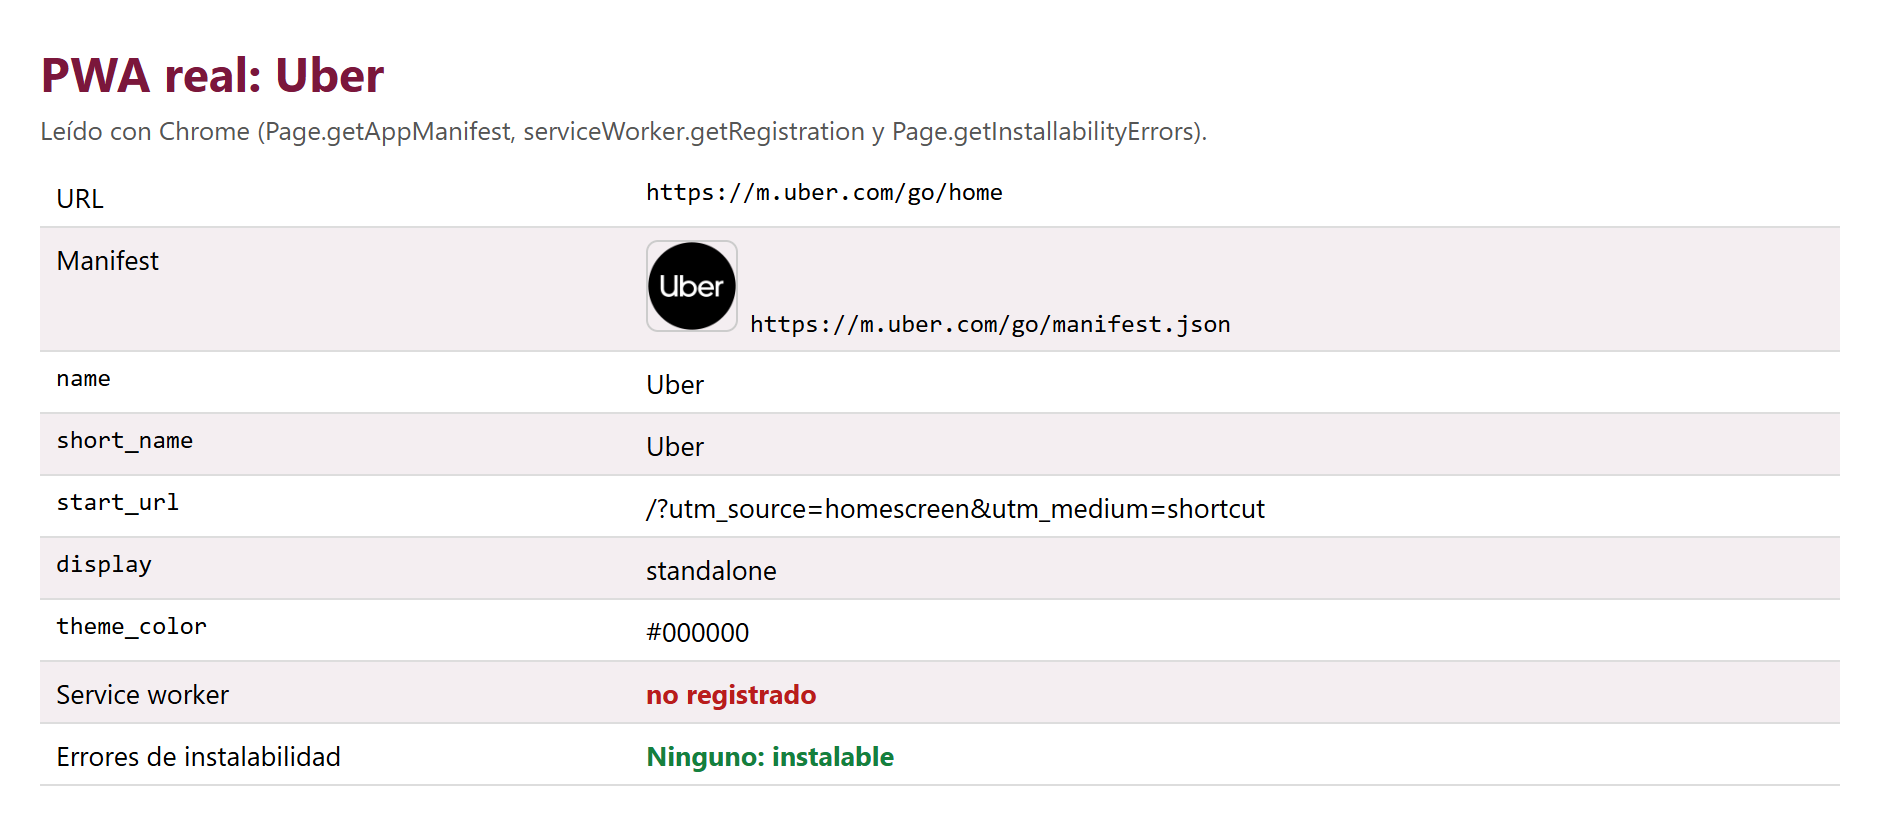 PWA real: Uber
Leído con Chrome (Page.getAppManifest, serviceWorker.getRegistration y Page.getInstallabilityErrors).
URL https://m.uber.com/go/home
Manifest Uber https://m.uber.com/go/manifest.json
name Uber
short_name Uber
start_url /?utm_source=homescreen&utm_medium=shortcut
display standalone
theme_color #000000
Service worker no registrado
Errores de instalabilidad Ninguno: instalable